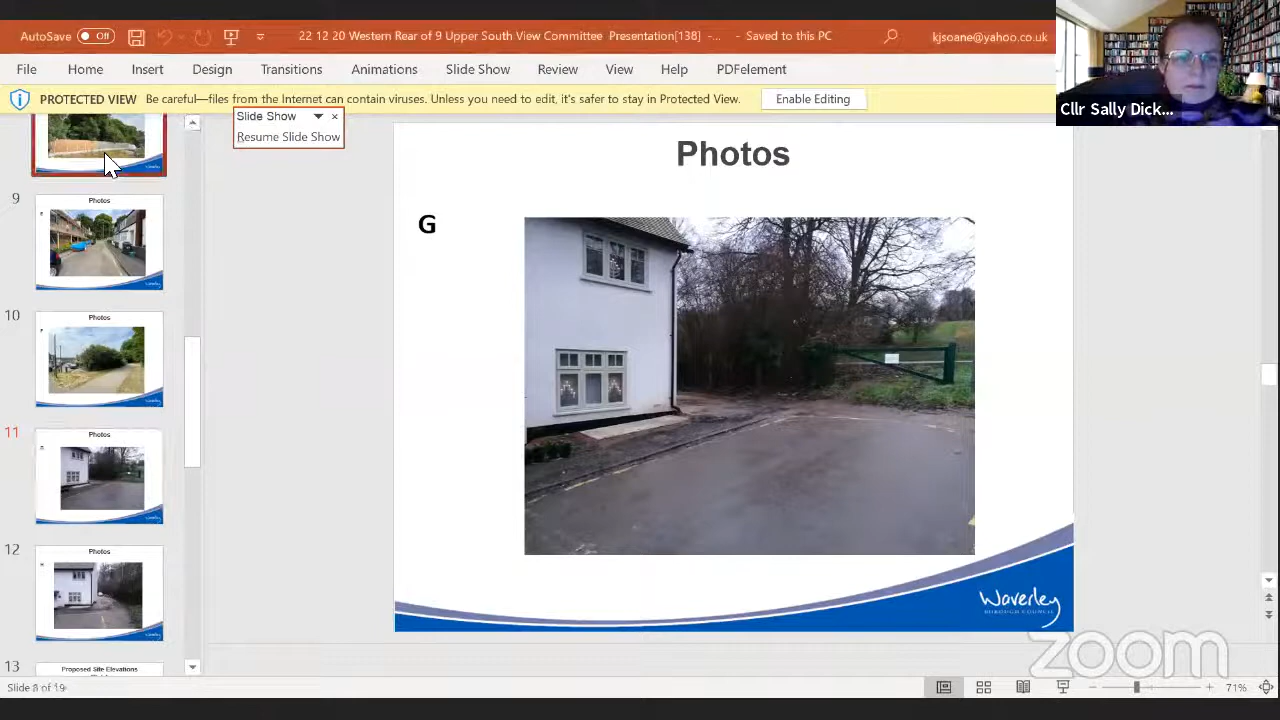 AutoSave Off 22 12 20 Western Rear of 9 Upper South View Committee Presentation[138] -... - Saved to this PC kjsoane@yahoo.co.uk
File Home Insert Design Transitions Animations Slide Show Review View Help PDFelement
PROTECTED VIEW Be careful—files from the Internet can contain viruses. Unless you need to edit, it's safer to stay in Protected View. Enable Editing
Cllr Sally Dick...
Slide Show
Resume Slide Show
Photos
G
9
Photos
10
Photos
11
Photos
12
Photos
13
Proposed Site Elevations
Waverley
BOROUGH COUNCIL
zoom
Slide 8 of 19
71%